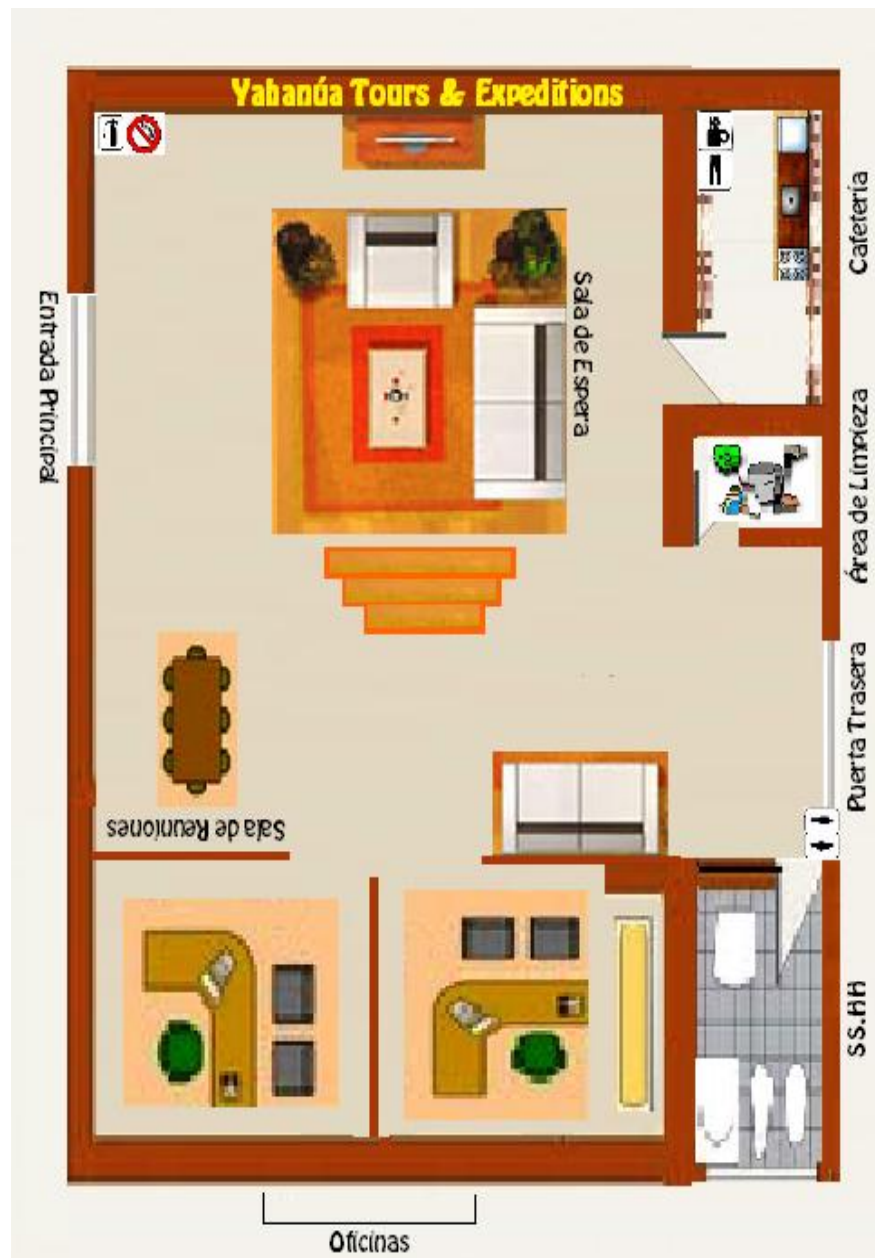 Yabanúa Tours & Expeditions
Cafetería
Entrada Principal
Sala de Espera
Área de Limpieza
Puerta Trasera
Sala de Reuniones
SS.HH
Oficinas